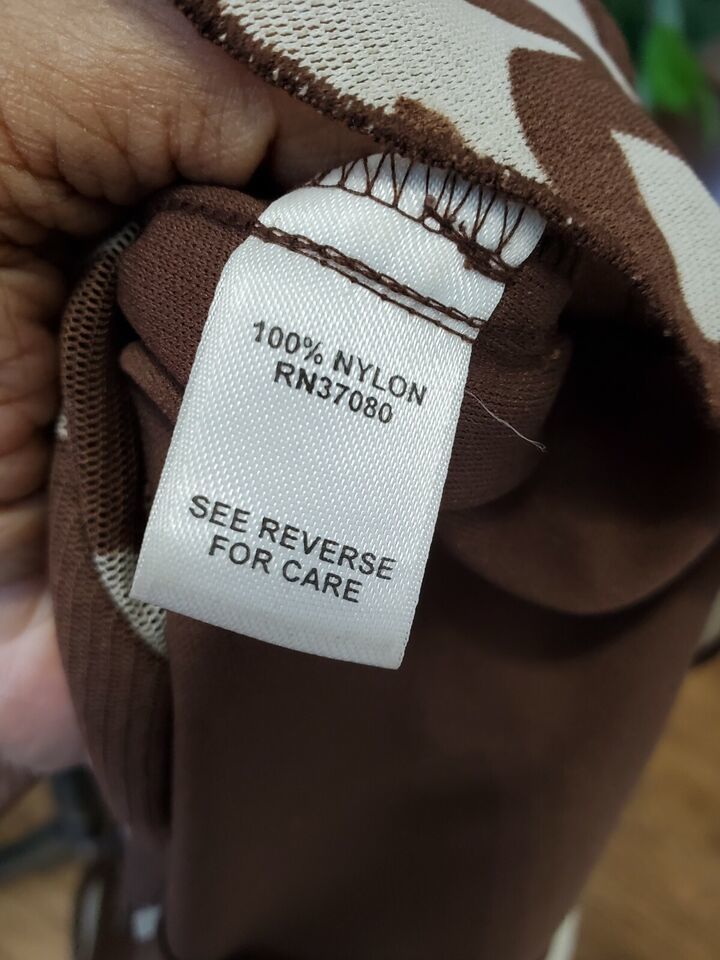 100% NYLON
RN37080
SEE REVERSE
FOR CARE